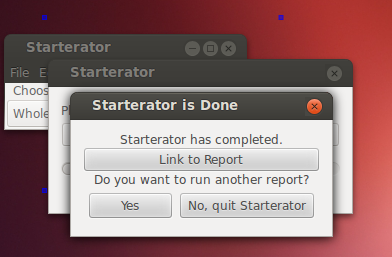 Starterator
File E
Choos
Whole
Starterator
Starterator is Done
Starterator has completed.
Link to Report
Do you want to run another report?
Yes
No, quit Starterator